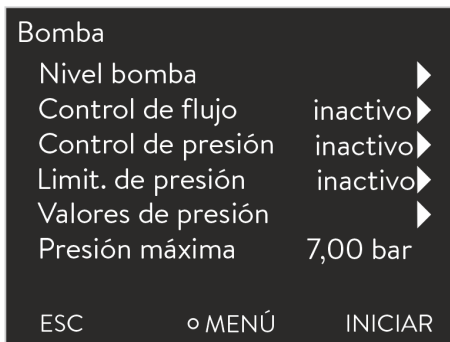 Bomba
Nivel bomba
Control de flujo inactivo
Control de presión inactivo
Limit. de presión inactivo
Valores de presión
Presión máxima 7,00 bar
ESC MENÚ INICIAR